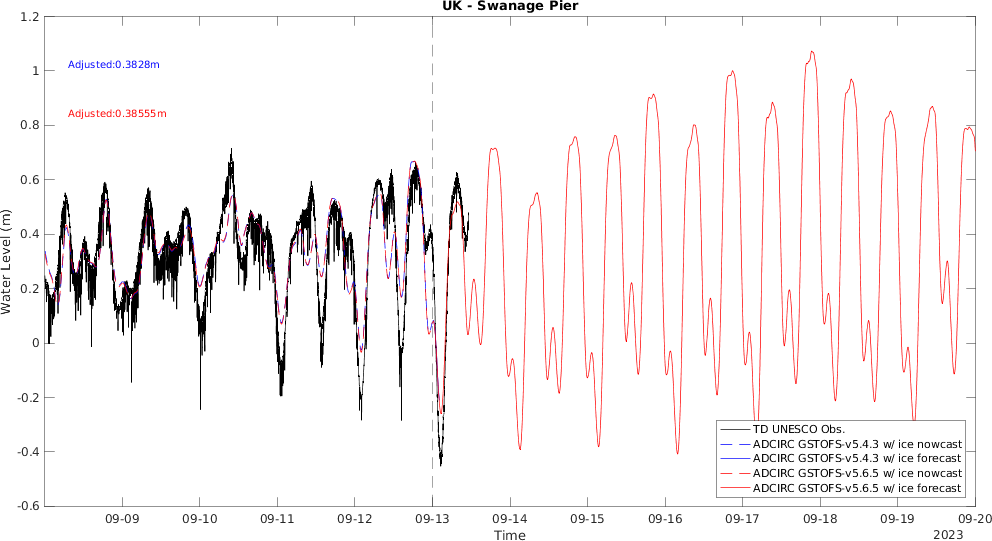 UK - Swanage Pier
1.2
1
0.8
0.6
0.4
0.2
0
-0.2
-0.4
-0.6
Water Level (m)
Adjusted:0.3828m
Adjusted:0.38555m
TD UNESCO Obs.
ADCIRC GSTOFS-v5.4.3 w/ ice nowcast
ADCIRC GSTOFS-v5.4.3 w/ ice forecast
ADCIRC GSTOFS-v5.6.5 w/ ice nowcast
ADCIRC GSTOFS-v5.6.5 w/ ice forecast
09-09 09-10 09-11 09-12 09-13 09-14 09-15 09-16 09-17 09-18 09-19 09-20
Time
2023